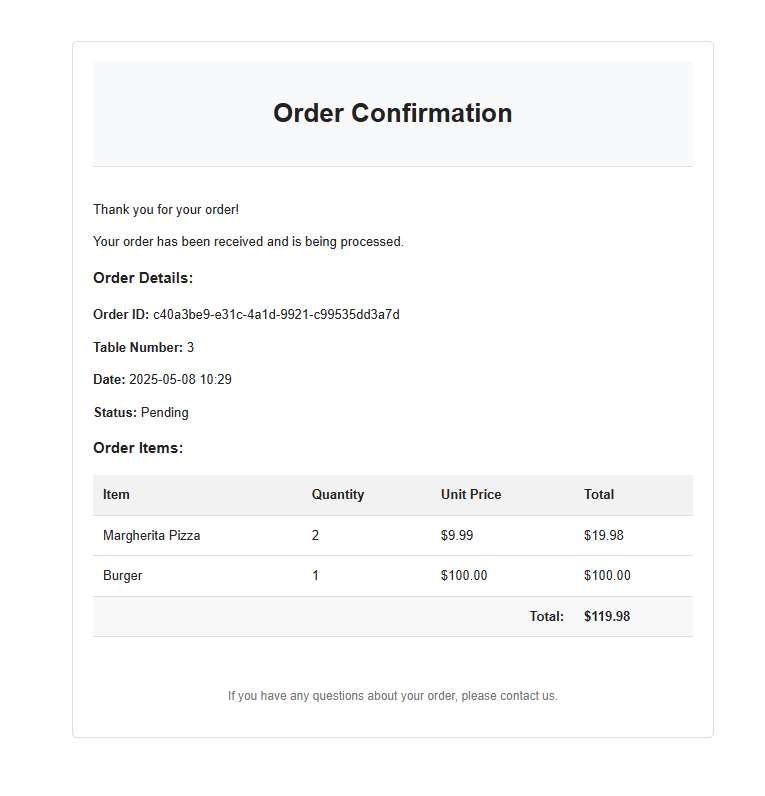 Order Confirmation
Thank you for your order!
Your order has been received and is being processed.
Order Details:
Order ID: c40a3be9-e31c-4a1d-9921-c99535dd3a7d
Table Number: 3
Date: 2025-05-08 10:29
Status: Pending
Order Items:
Item Quantity Unit Price Total
Margherita Pizza 2 $9.99 $19.98
Burger 1 $100.00 $100.00
Total: $119.98
If you have any questions about your order, please contact us.